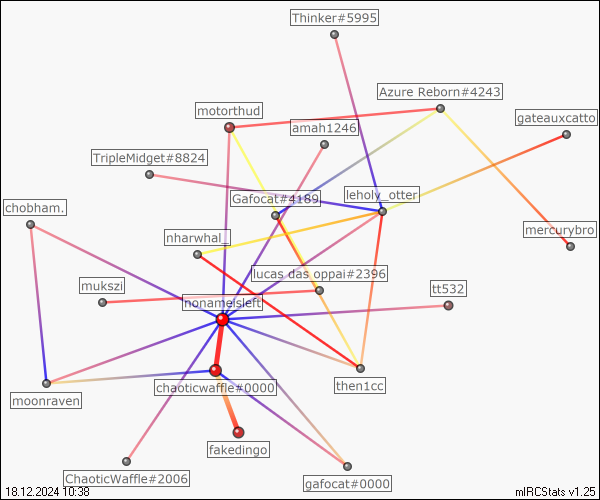 Thinker#5995
Azure Reborn#4243
motorthud
gateauxcatto
amah1246
TripleMidget#8824
Gafocat#4189
leholy_otter
chobham.
mercurybro
nharwhal_
lucas das oppai#2396
mukszi
tt532
nonameisleft
chaoticwaffle#0000
then1cc
moonraven
fakedingo
ChaoticWaffle#2006
gafocat#0000
18.12.2024 10:38
mIRCStats v1.25